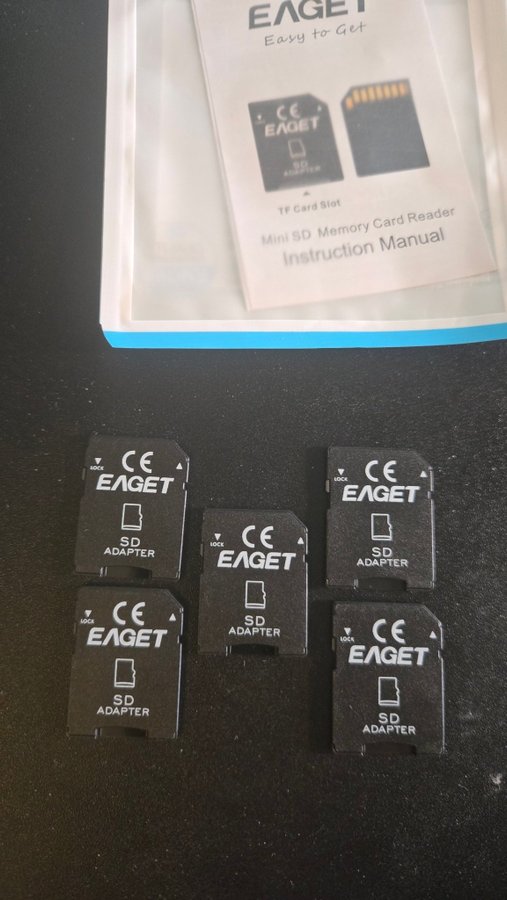 EAGET
Easy to Get
CE
EAGET
SD
ADAPTER
TF Card Slot
Mini SD Memory Card Reader
Instruction Manual
LOCK
CE
EAGET
SD
ADAPTER
LOCK
CE
EAGET
SD
ADAPTER
LOCK
CE
EAGET
SD
ADAPTER
LOCK
CE
EAGET
SD
ADAPTER
LOCK
CE
EAGET
SD
ADAPTER